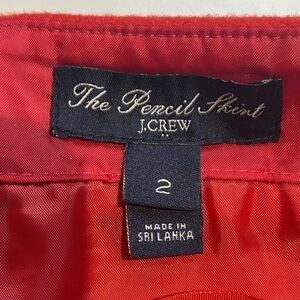 The Pencil Skirt
J.CREW
2
MADE IN
SRI LANKA